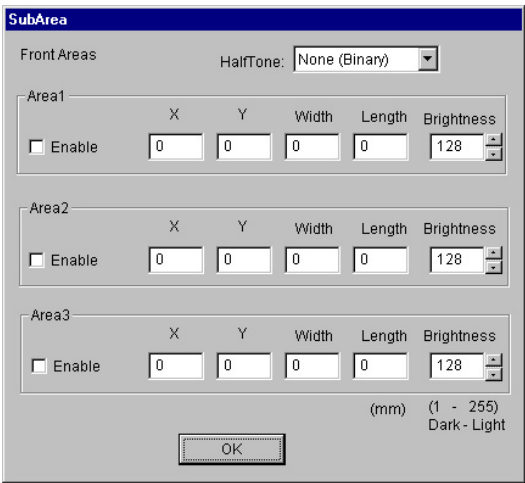 SubArea
Front Areas HalfTone: None (Binary)
Area1
X Y Width Length Brightness
Enable 0 0 0 0 128
Area2
X Y Width Length Brightness
Enable 0 0 0 0 128
Area3
X Y Width Length Brightness
Enable 0 0 0 0 128
(mm) (1 - 255)
Dark - Light
OK